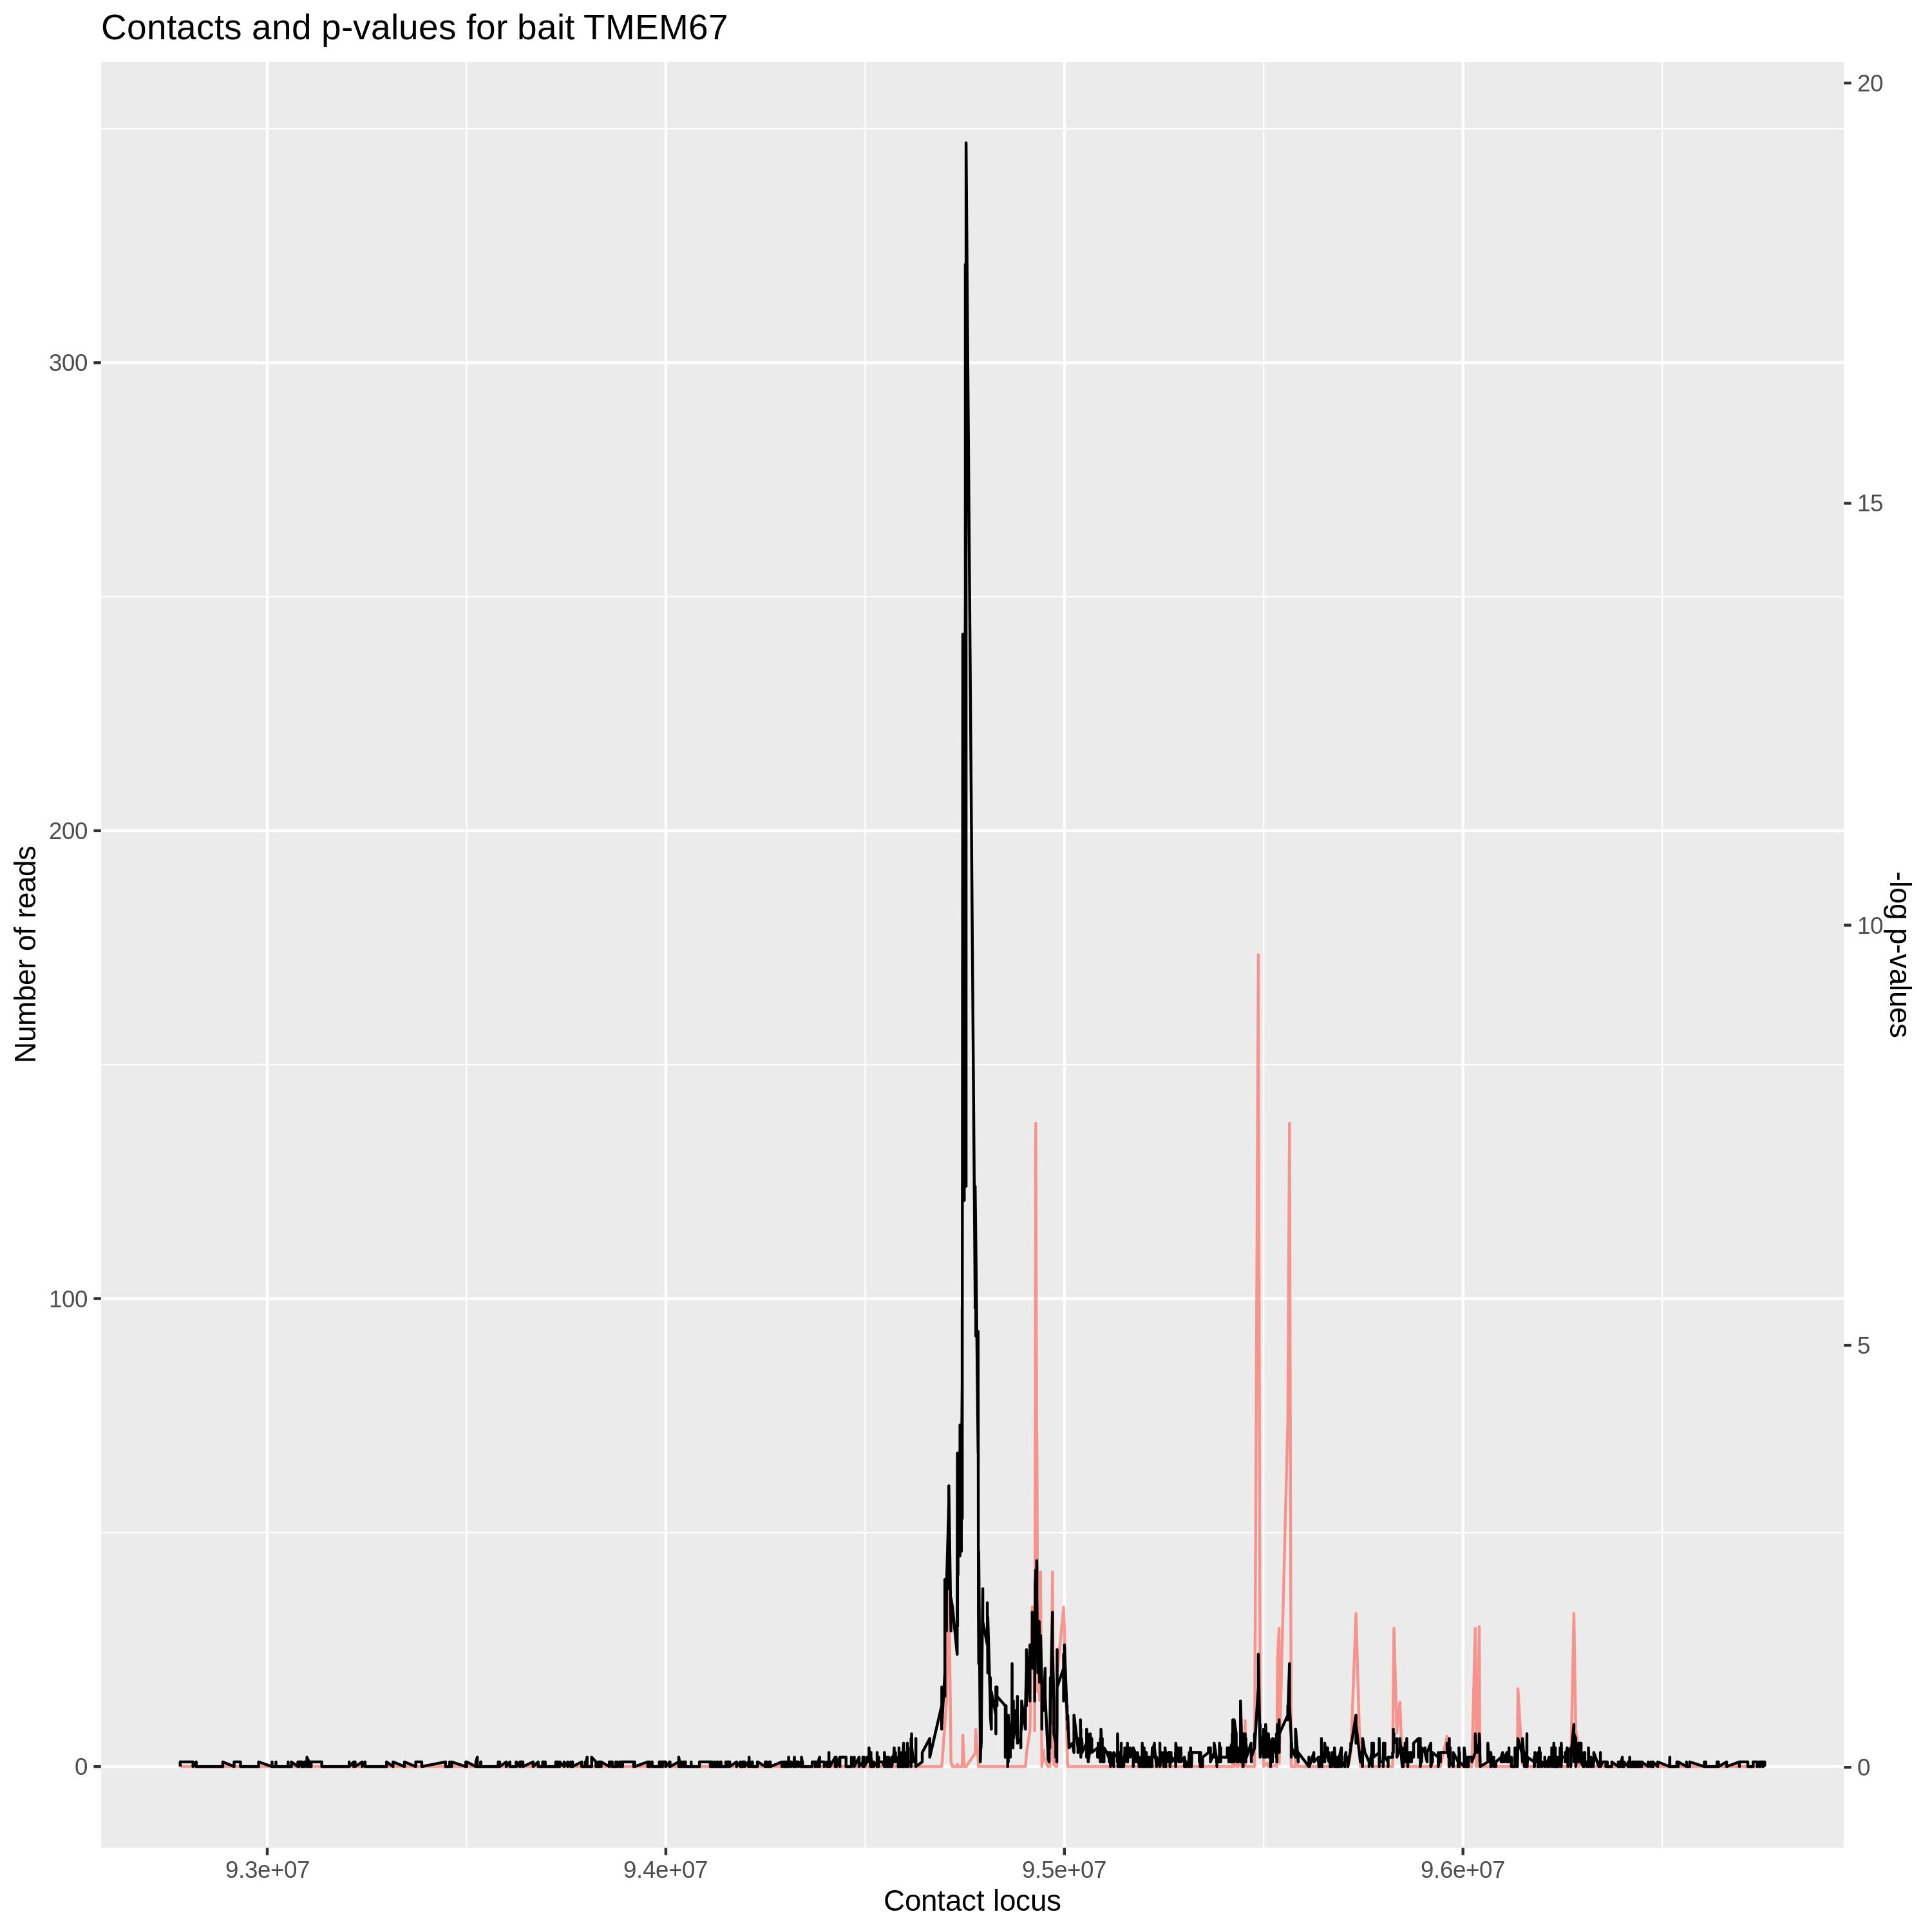 Contacts and p-values for bait TMEM67
20
300
15
200
10
100
5
0
0
Number of reads
-log p-values
9.3e+07 9.4e+07 9.5e+07 9.6e+07
Contact locus